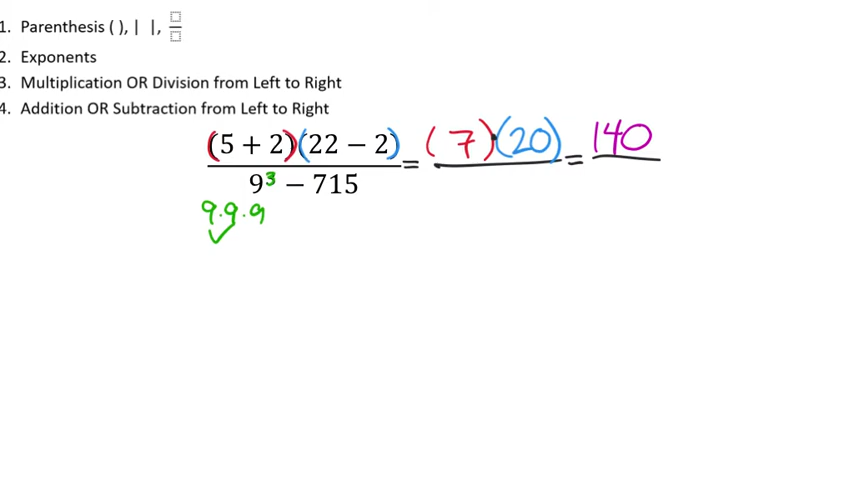 1. Parenthesis ( ), | |, □/□
2. Exponents
3. Multiplication OR Division from Left to Right
4. Addition OR Subtraction from Left to Right
(5 + 2)(22 − 2) = (7)(20) = 140
9³ − 715
9·9·9